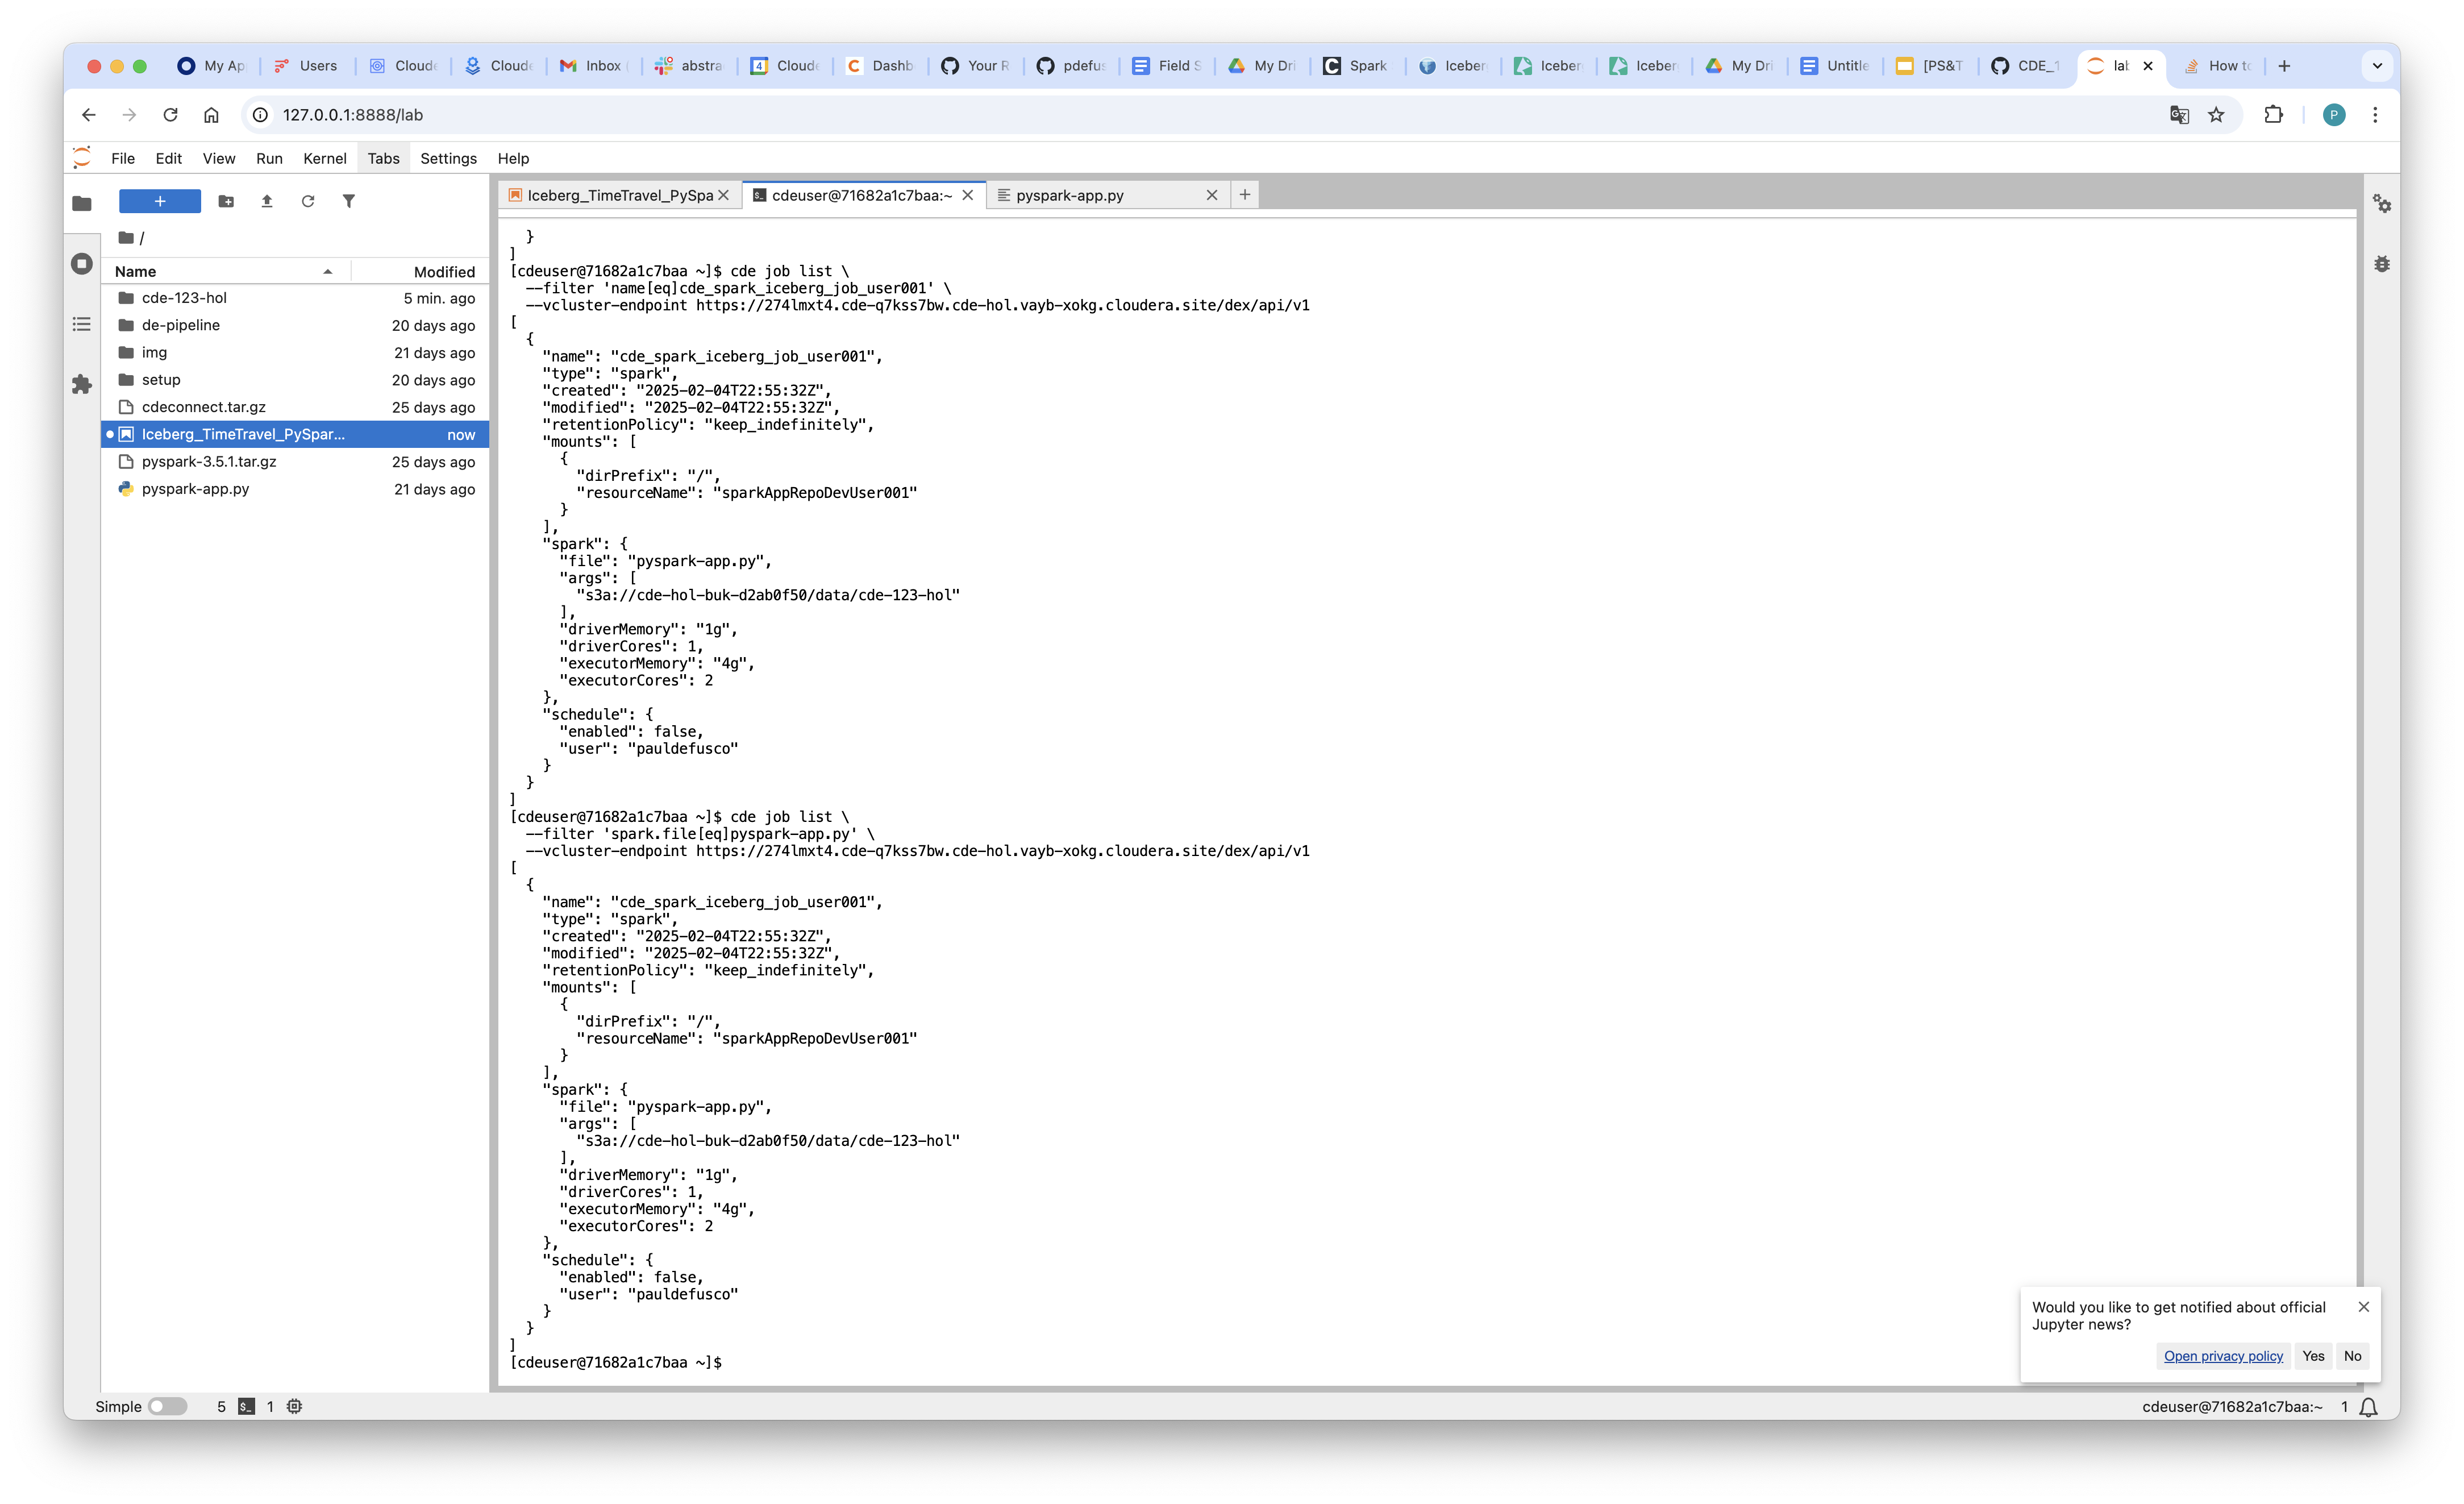 My Ap
Users
Cloude
Cloude
Inbox (
abstra
4
Cloude
Dashb
Your R
pdefus
Field S
My Dri
Spark
Iceber
Iceber
Iceber
My Dri
Untitle
[PS&T
CDE_1
lab
How to
127.0.0.1:8888/lab
P
File Edit View Run Kernel Tabs Settings Help
Iceberg_TimeTravel_PySpa
cdeuser@71682a1c7baa:~
pyspark-app.py
/
Name Modified
cde-123-hol 5 min. ago
de-pipeline 20 days ago
img 21 days ago
setup 20 days ago
cdeconnect.tar.gz 25 days ago
Iceberg_TimeTravel_PySpar... now
pyspark-3.5.1.tar.gz 25 days ago
pyspark-app.py 21 days ago
}
]
[cdeuser@71682a1c7baa ~]$ cde job list \
--filter 'name[eq]cde_spark_iceberg_job_user001' \
--vcluster-endpoint https://274lmxt4.cde-q7kss7bw.cde-hol.vayb-xokg.cloudera.site/dex/api/v1
[
{
"name": "cde_spark_iceberg_job_user001",
"type": "spark",
"created": "2025-02-04T22:55:32Z",
"modified": "2025-02-04T22:55:32Z",
"retentionPolicy": "keep_indefinitely",
"mounts": [
{
"dirPrefix": "/",
"resourceName": "sparkAppRepoDevUser001"
}
],
"spark": {
"file": "pyspark-app.py",
"args": [
"s3a://cde-hol-buk-d2ab0f50/data/cde-123-hol"
],
"driverMemory": "1g",
"driverCores": 1,
"executorMemory": "4g",
"executorCores": 2
},
"schedule": {
"enabled": false,
"user": "pauldefusco"
}
}
]
[cdeuser@71682a1c7baa ~]$ cde job list \
--filter 'spark.file[eq]pyspark-app.py' \
--vcluster-endpoint https://274lmxt4.cde-q7kss7bw.cde-hol.vayb-xokg.cloudera.site/dex/api/v1
[
{
"name": "cde_spark_iceberg_job_user001",
"type": "spark",
"created": "2025-02-04T22:55:32Z",
"modified": "2025-02-04T22:55:32Z",
"retentionPolicy": "keep_indefinitely",
"mounts": [
{
"dirPrefix": "/",
"resourceName": "sparkAppRepoDevUser001"
}
],
"spark": {
"file": "pyspark-app.py",
"args": [
"s3a://cde-hol-buk-d2ab0f50/data/cde-123-hol"
],
"driverMemory": "1g",
"driverCores": 1,
"executorMemory": "4g",
"executorCores": 2
},
"schedule": {
"enabled": false,
"user": "pauldefusco"
}
}
]
[cdeuser@71682a1c7baa ~]$
Would you like to get notified about official
Jupyter news?
Open privacy policy Yes No
Simple 5 $_ 1
cdeuser@71682a1c7baa:~ 1